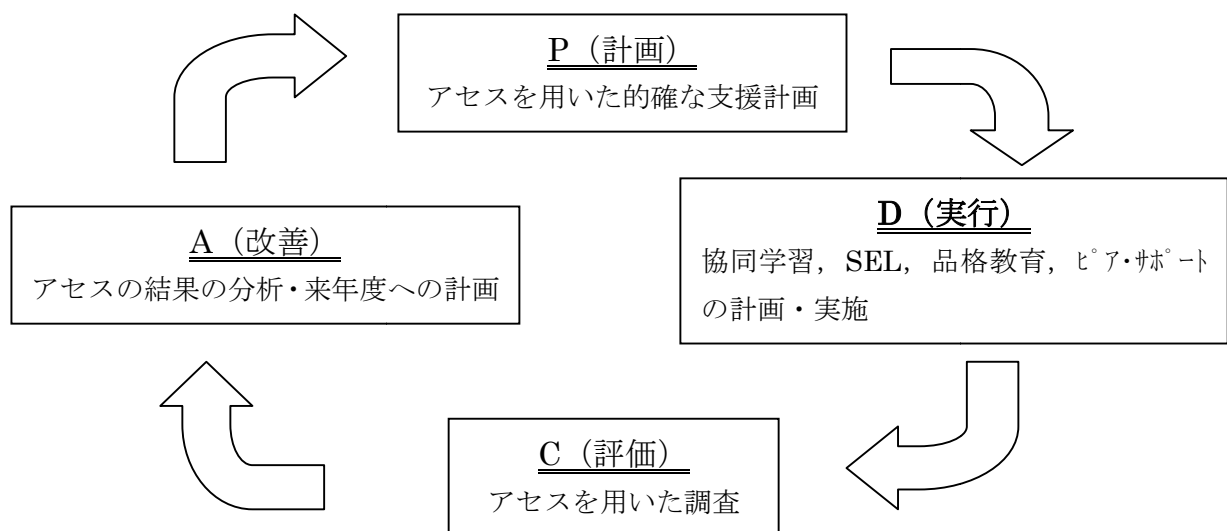 P（計画）
アセスを用いた的確な支援計画
D（実行）
協同学習，SEL，品格教育，ﾋﾟｱ･ｻﾎﾟｰﾄ
の計画・実施
C（評価）
アセスを用いた調査
A（改善）
アセスの結果の分析・来年度への計画